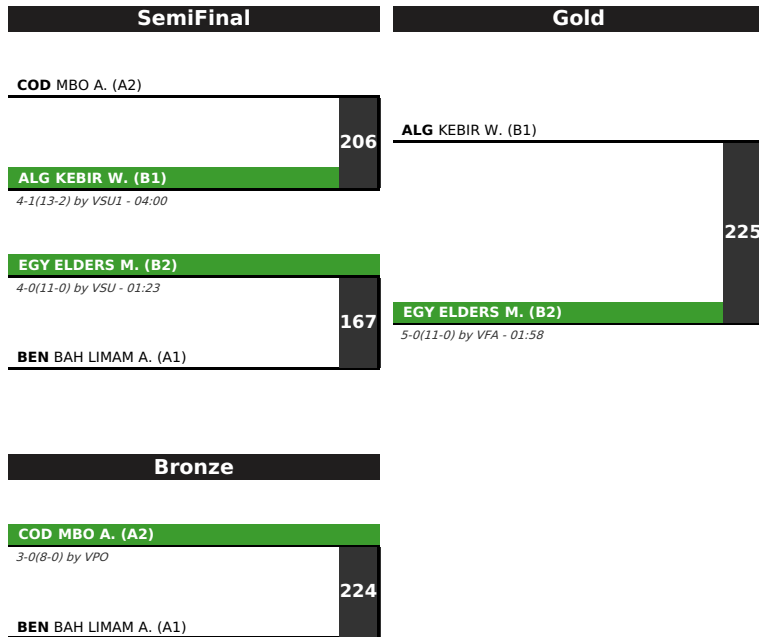 SemiFinal
COD MBO A. (A2)
206
ALG KEBIR W. (B1)
4-1(13-2) by VSU1 - 04:00
EGY ELDERS M. (B2)
4-0(11-0) by VSU - 01:23
167
BEN BAH LIMAM A. (A1)
Gold
ALG KEBIR W. (B1)
225
EGY ELDERS M. (B2)
5-0(11-0) by VFA - 01:58
Bronze
COD MBO A. (A2)
3-0(8-0) by VPO
224
BEN BAH LIMAM A. (A1)